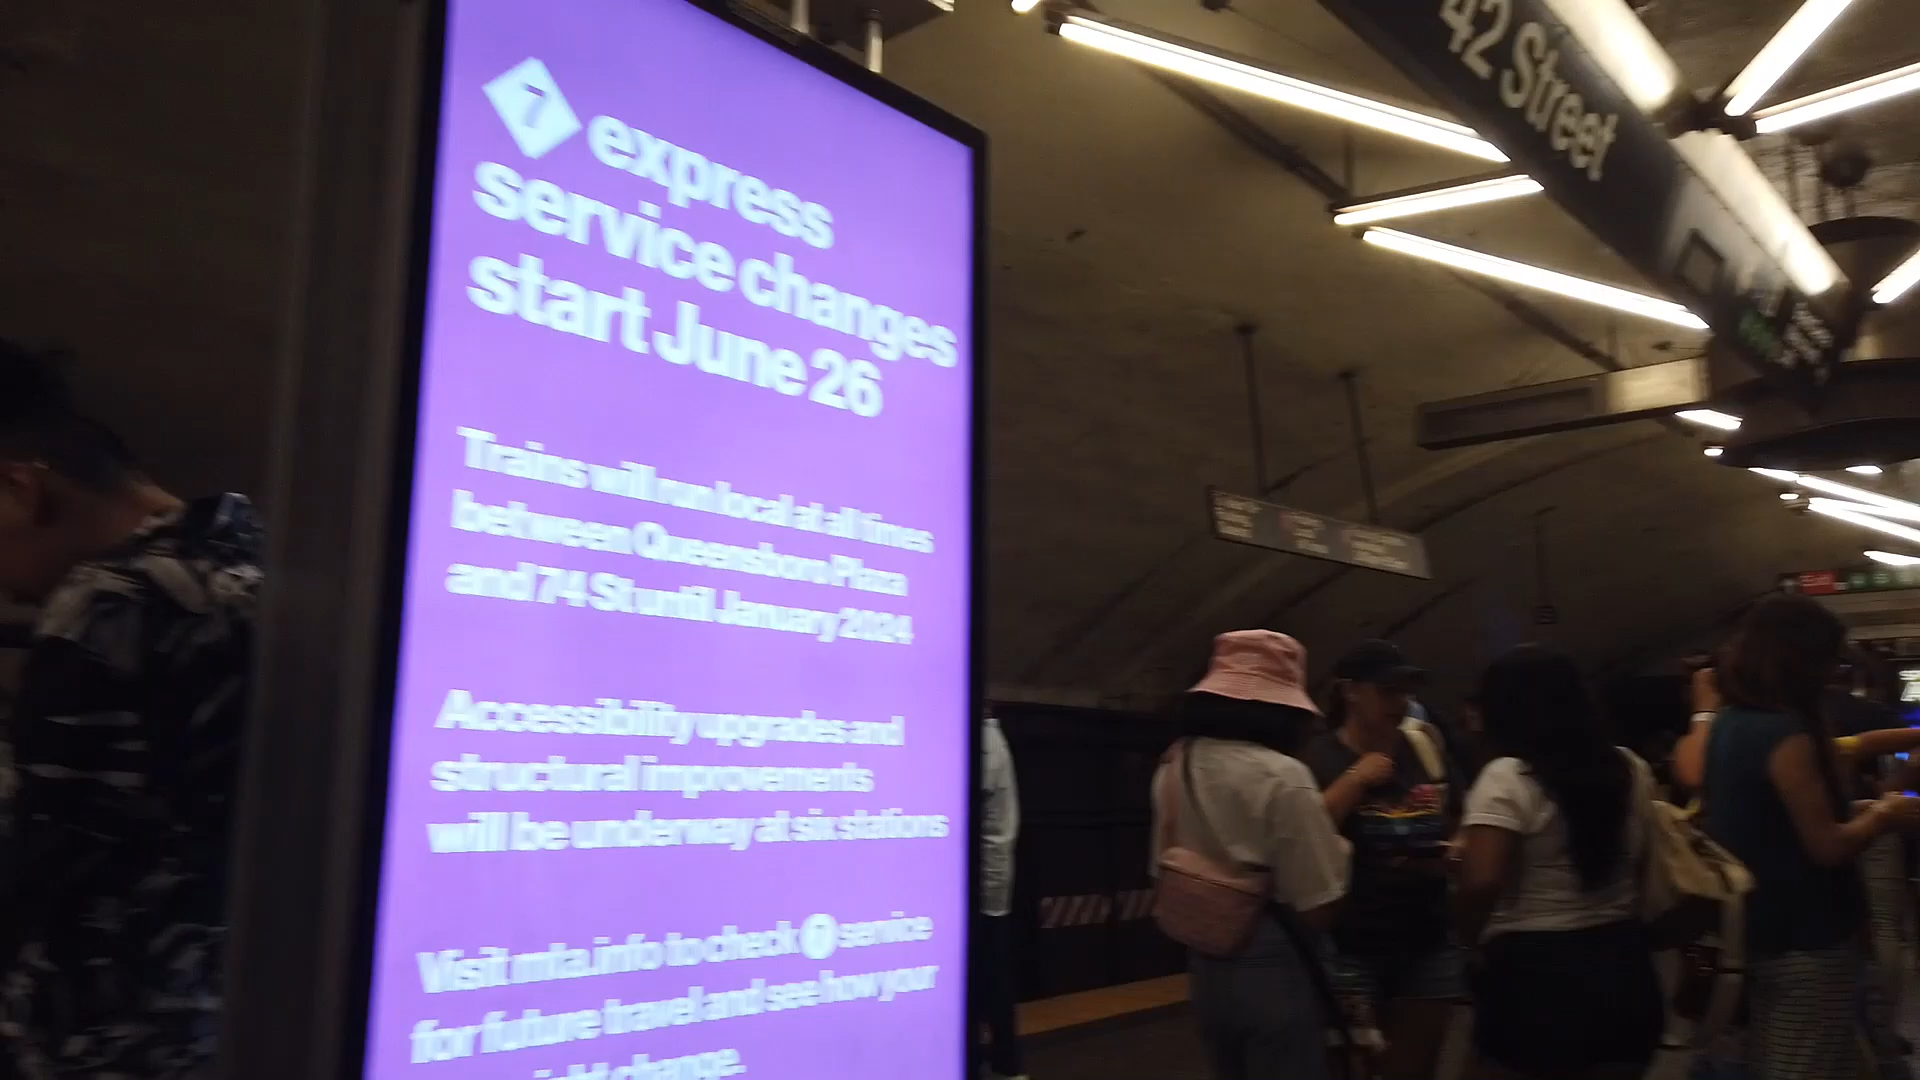 7 express
service changes
start June 26
Trains will run local at all times
between Queensboro Plaza
and 74 St until January 2024
Accessibility upgrades and
structural improvements
will be underway at six stations
Visit mta.info to check 7 service
for future travel and see how your
change.
42 Street
Exit